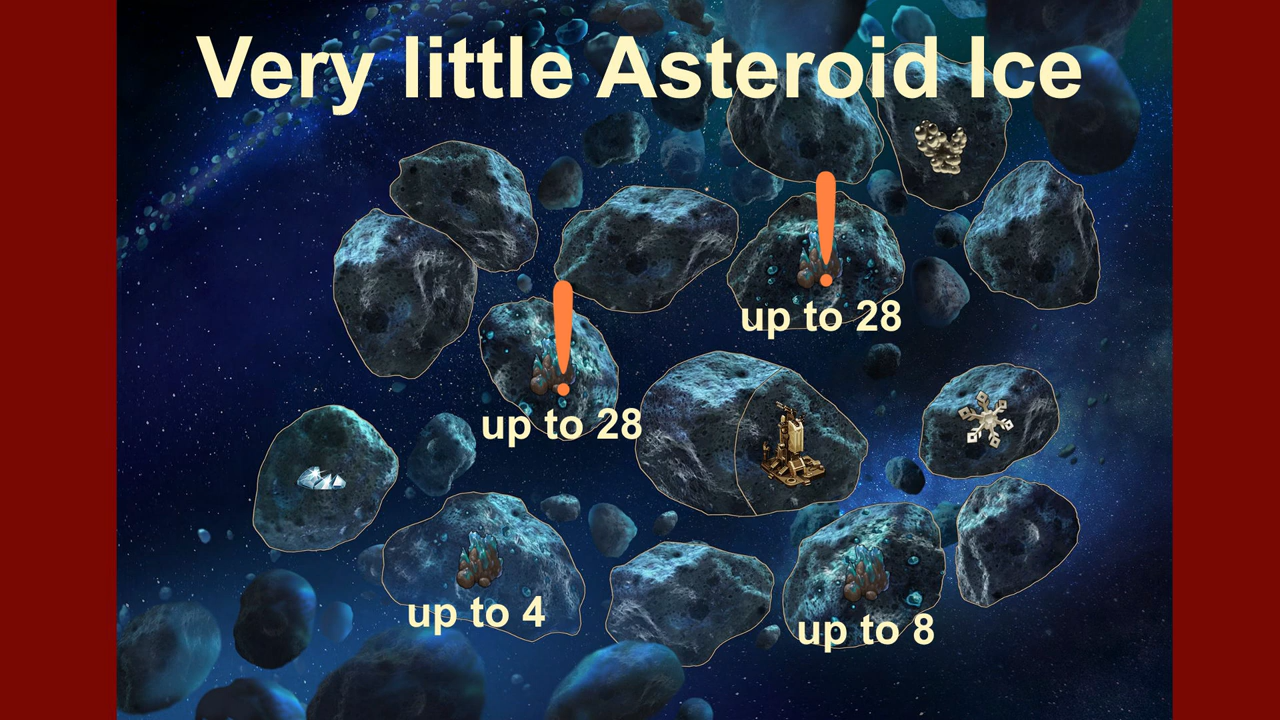 Very little Asteroid Ice
up to 28
up to 28
up to 4
up to 8